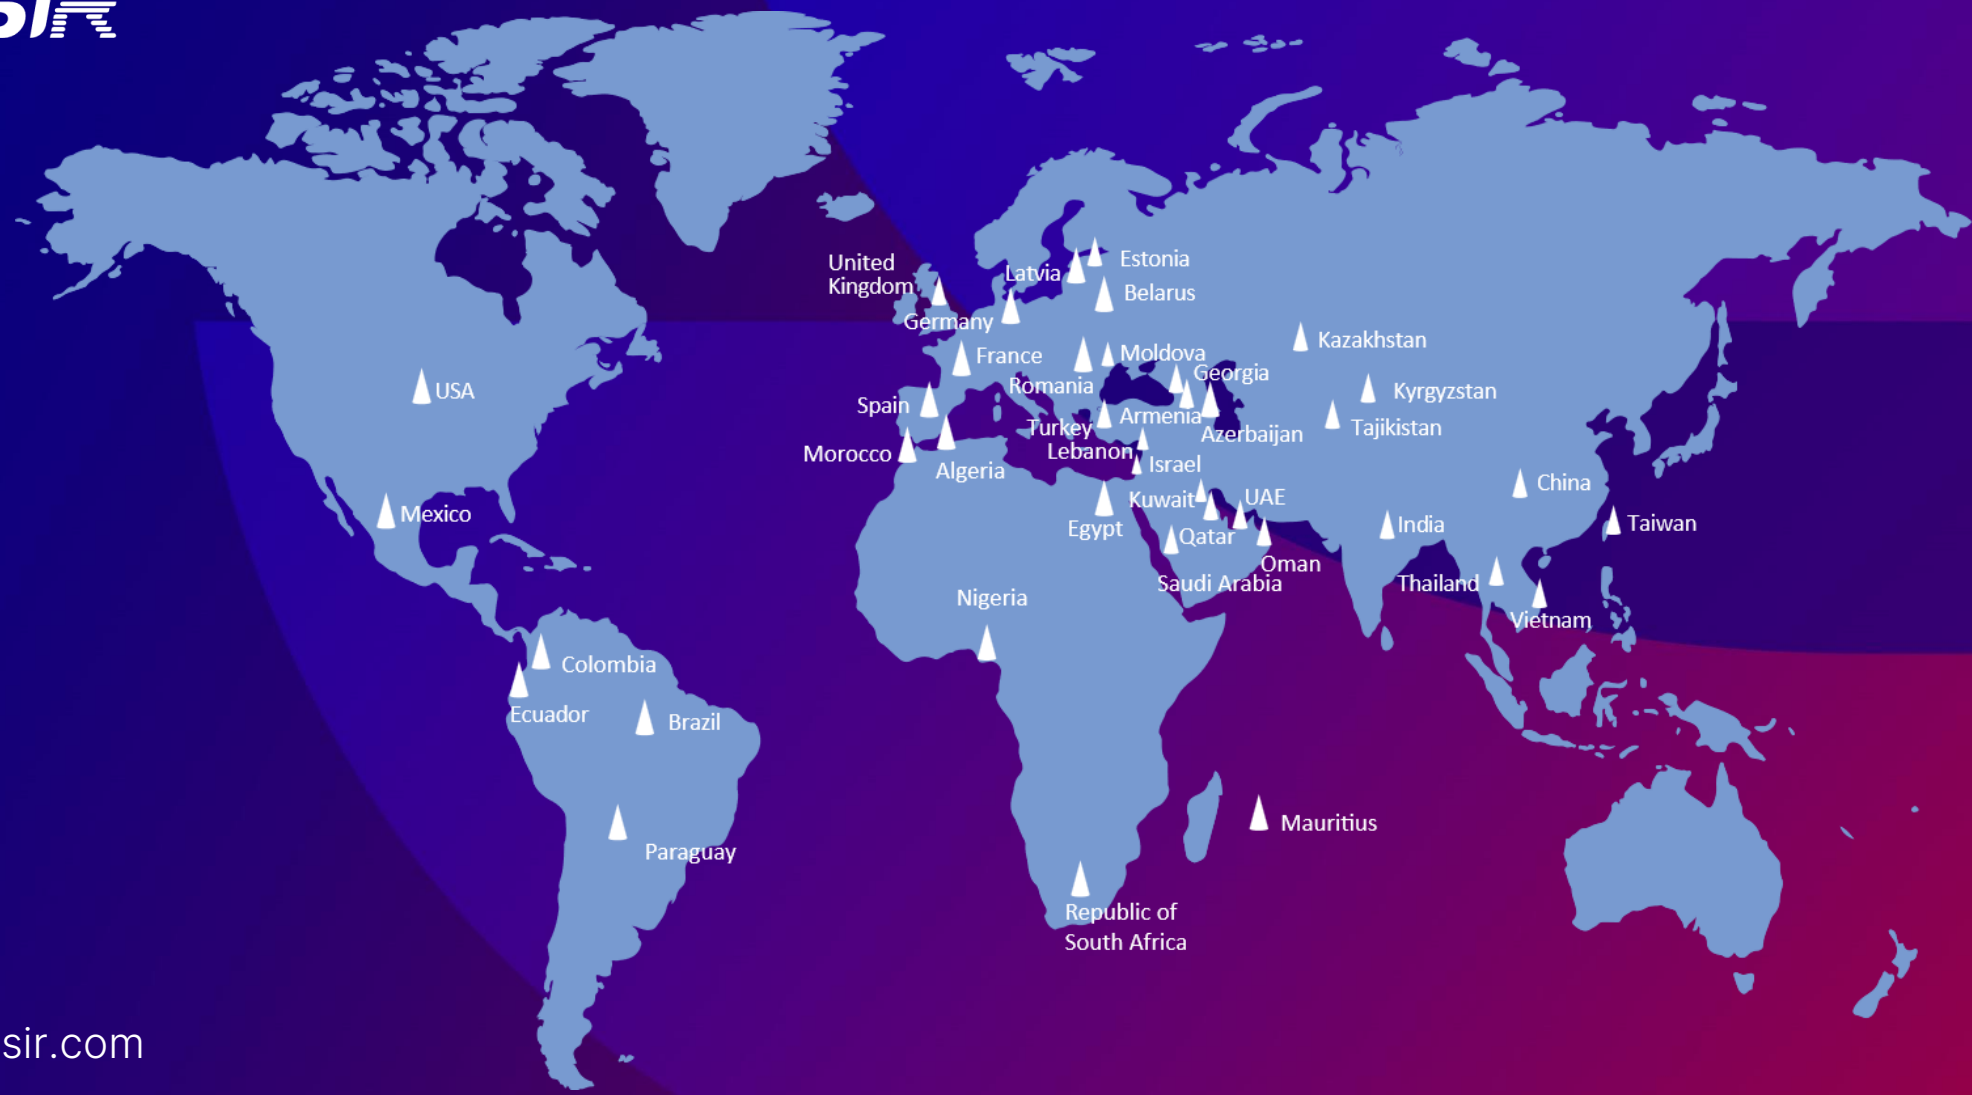 SIR
United
Kingdom
Latvia
Estonia
Belarus
Germany
France
Moldova
Kazakhstan
Georgia
Romania
USA
Kyrgyzstan
Spain
Armenia
Turkey
Azerbaijan
Tajikistan
Morocco
Lebanon
Algeria
Israel
China
Kuwait
UAE
Mexico
Egypt
Qatar
India
Taiwan
Oman
Saudi Arabia
Thailand
Nigeria
Vietnam
Colombia
Ecuador
Brazil
Mauritius
Paraguay
Republic of
South Africa
sir.com